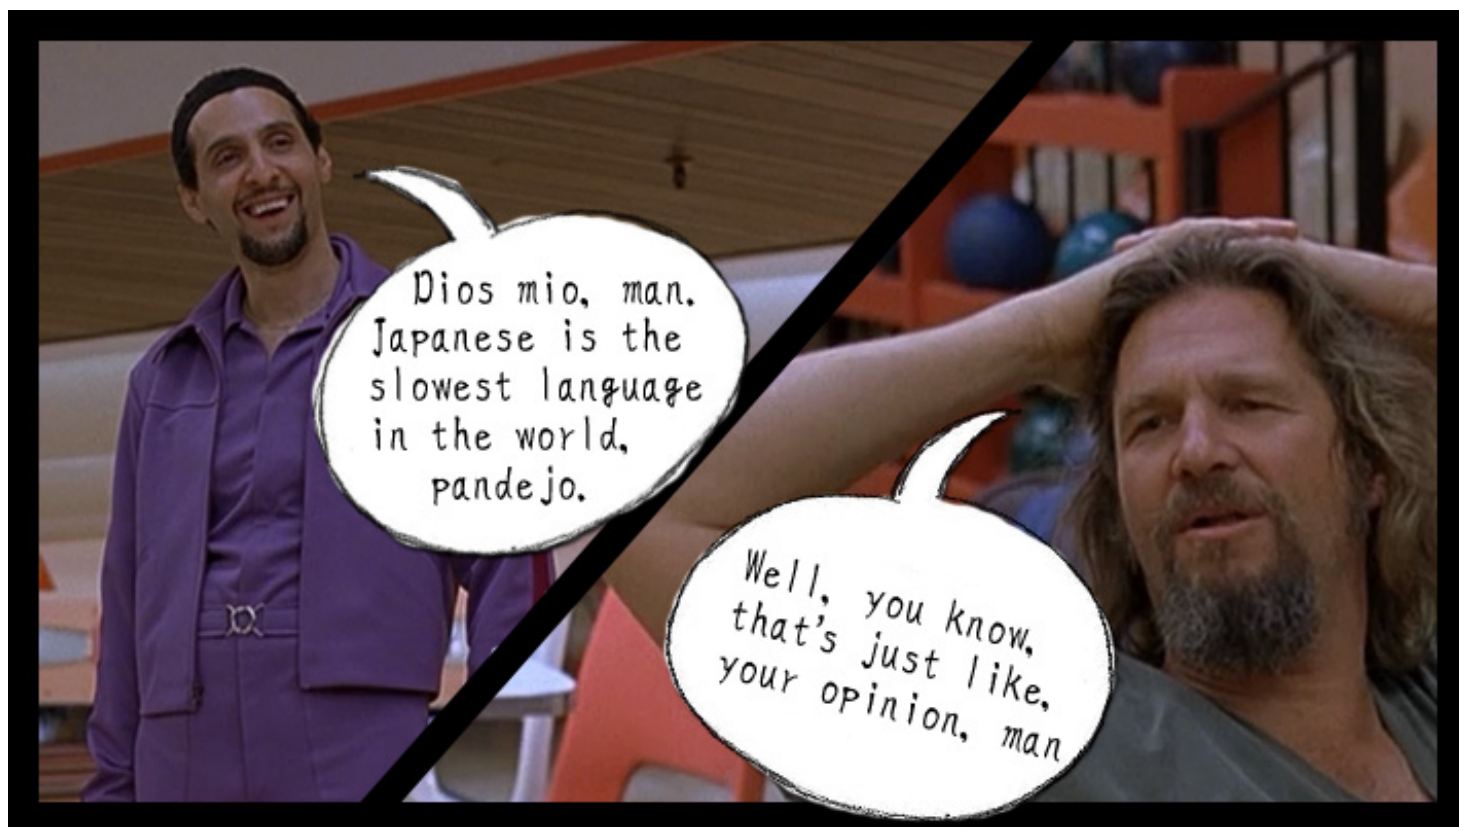 Dios mio, man.
Japanese is the
slowest language
in the world,
pandejo.
Well, you know,
that's just like,
your opinion, man